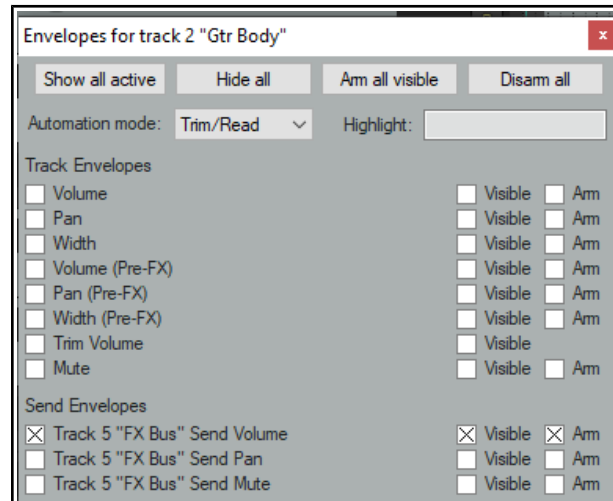 Envelopes for track 2 "Gtr Body" x
Show all active Hide all Arm all visible Disarm all
Automation mode: Trim/Read Highlight:
Track Envelopes
Volume Visible Arm
Pan Visible Arm
Width Visible Arm
Volume (Pre-FX) Visible Arm
Pan (Pre-FX) Visible Arm
Width (Pre-FX) Visible Arm
Trim Volume Visible
Mute Visible Arm
Send Envelopes
Track 5 "FX Bus" Send Volume Visible Arm
Track 5 "FX Bus" Send Pan Visible Arm
Track 5 "FX Bus" Send Mute Visible Arm